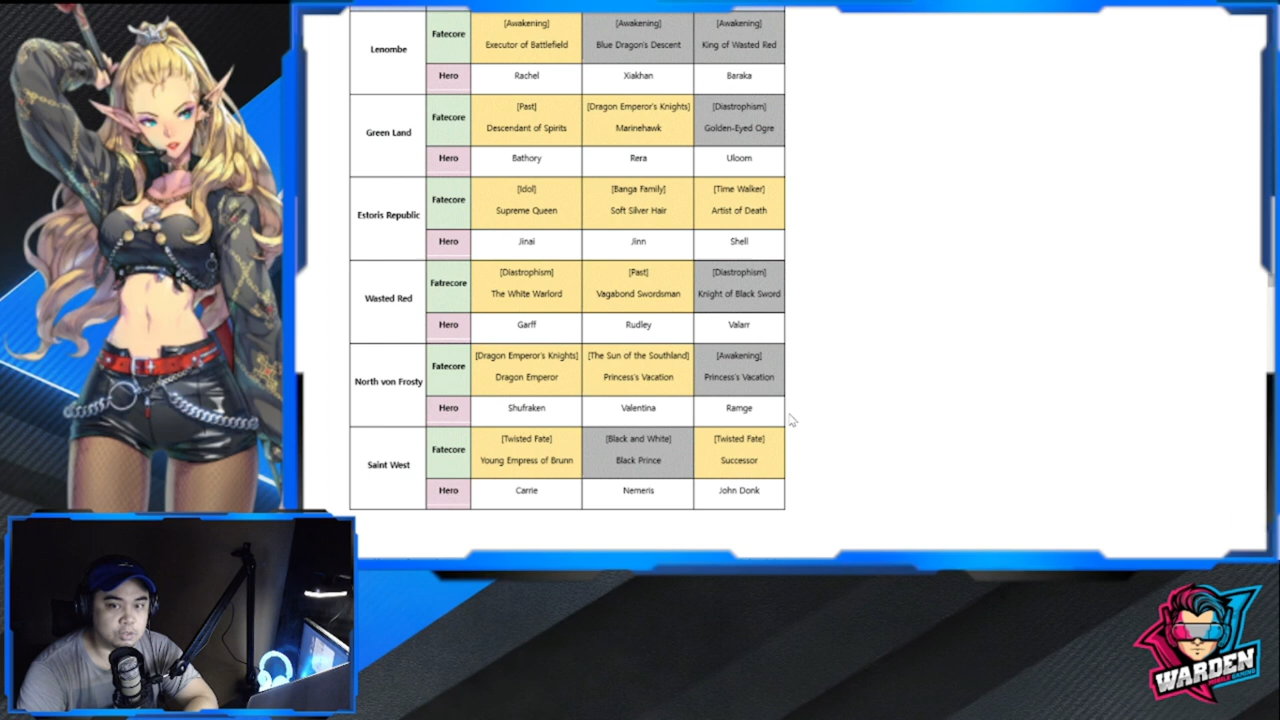 Lenombe
Fatecore
[Awakening]
Executor of Battlefield
[Awakening]
Blue Dragon's Descent
[Awakening]
King of Wasted Red
Hero
Rachel
Xiakhan
Baraka
Green Land
Fatecore
[Past]
Descendant of Spirits
[Dragon Emperor's Knights]
Marinehawk
[Diastrophism]
Golden-Eyed Ogre
Hero
Bathory
Rera
Uloom
Estoris Republic
Fatecore
[Idol]
Supreme Queen
[Banga Family]
Soft Silver Hair
[Time Walker]
Artist of Death
Hero
Jinai
Jinn
Shell
Wasted Red
Fatrecore
[Diastrophism]
The White Warlord
[Past]
Vagabond Swordsman
[Diastrophism]
Knight of Black Sword
Hero
Garff
Rudley
Valarr
North von Frosty
Fatecore
[Dragon Emperor's Knights]
Dragon Emperor
[The Sun of the Southland]
Princess's Vacation
[Awakening]
Princess's Vacation
Hero
Shufraken
Valentina
Ramge
Saint West
Fatecore
[Twisted Fate]
Young Empress of Brunn
[Black and White]
Black Prince
[Twisted Fate]
Successor
Hero
Carrie
Nemeris
John Donk
WARDEN
MOBILE GAMING